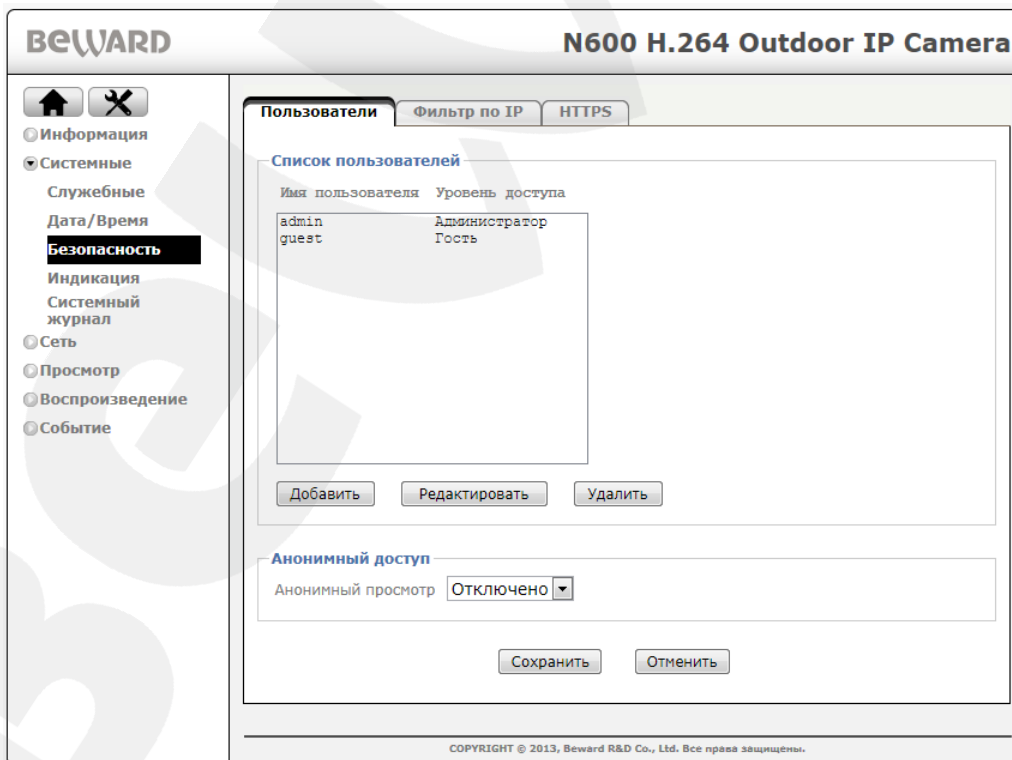 BEWARD
N600 H.264 Outdoor IP Camera
Информация
Системные
Служебные
Дата/Время
Безопасность
Индикация
Системный
журнал
Сеть
Просмотр
Воспроизведение
Событие
Пользователи
Фильтр по IP
HTTPS
Список пользователей
Имя пользователя Уровень доступа
admin Администратор
guest Гость
Добавить
Редактировать
Удалить
Анонимный доступ
Анонимный просмотр Отключено
Сохранить
Отменить
COPYRIGHT © 2013, Beward R&D Co., Ltd. Все права защищены.